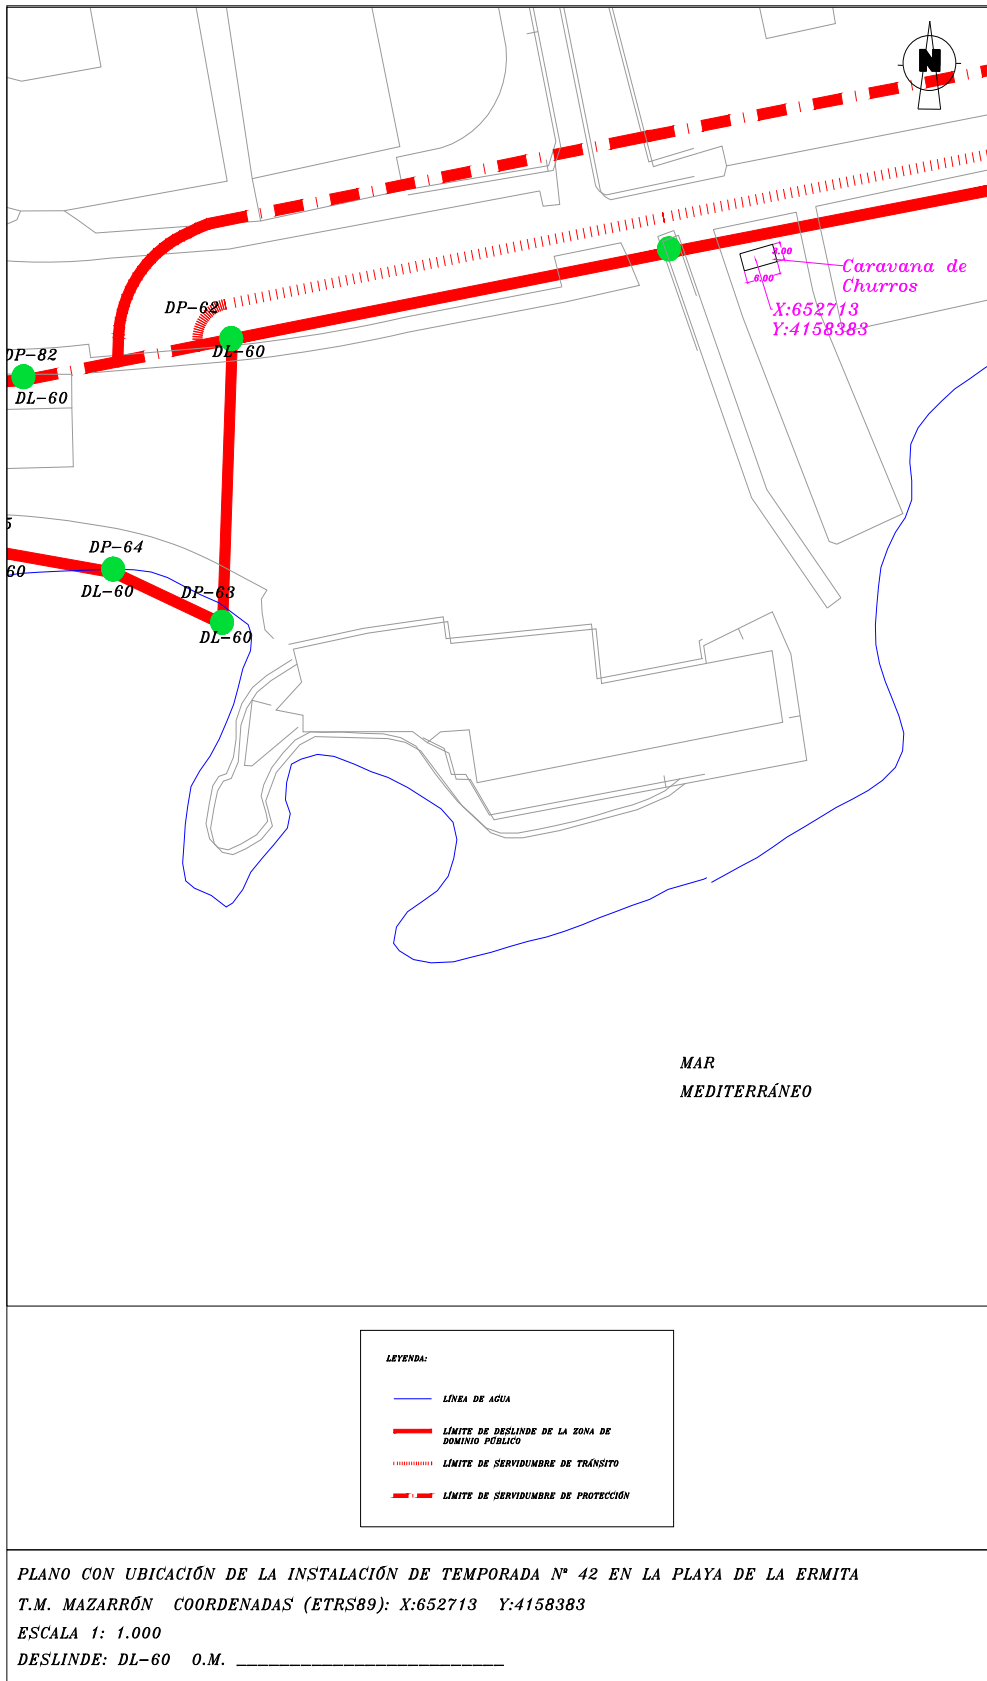 N
3.00
6.00
Caravana de
Churros
X:652713
Y:4158383
DP-62
DL-60
DP-82
DL-60
5
60
DP-64
DL-60
DP-63
DL-60
MAR
MEDITERRÁNEO
LEYENDA:
LÍNEA DE AGUA
LÍMITE DE DESLINDE DE LA ZONA DE
DOMINIO PÚBLICO
LÍMITE DE SERVIDUMBRE DE TRÁNSITO
LÍMITE DE SERVIDUMBRE DE PROTECCIÓN
PLANO CON UBICACIÓN DE LA INSTALACIÓN DE TEMPORADA Nº 42 EN LA PLAYA DE LA ERMITA
T.M. MAZARRÓN COORDENADAS (ETRS89): X:652713 Y:4158383
ESCALA 1: 1.000
DESLINDE: DL-60 O.M. _________________________